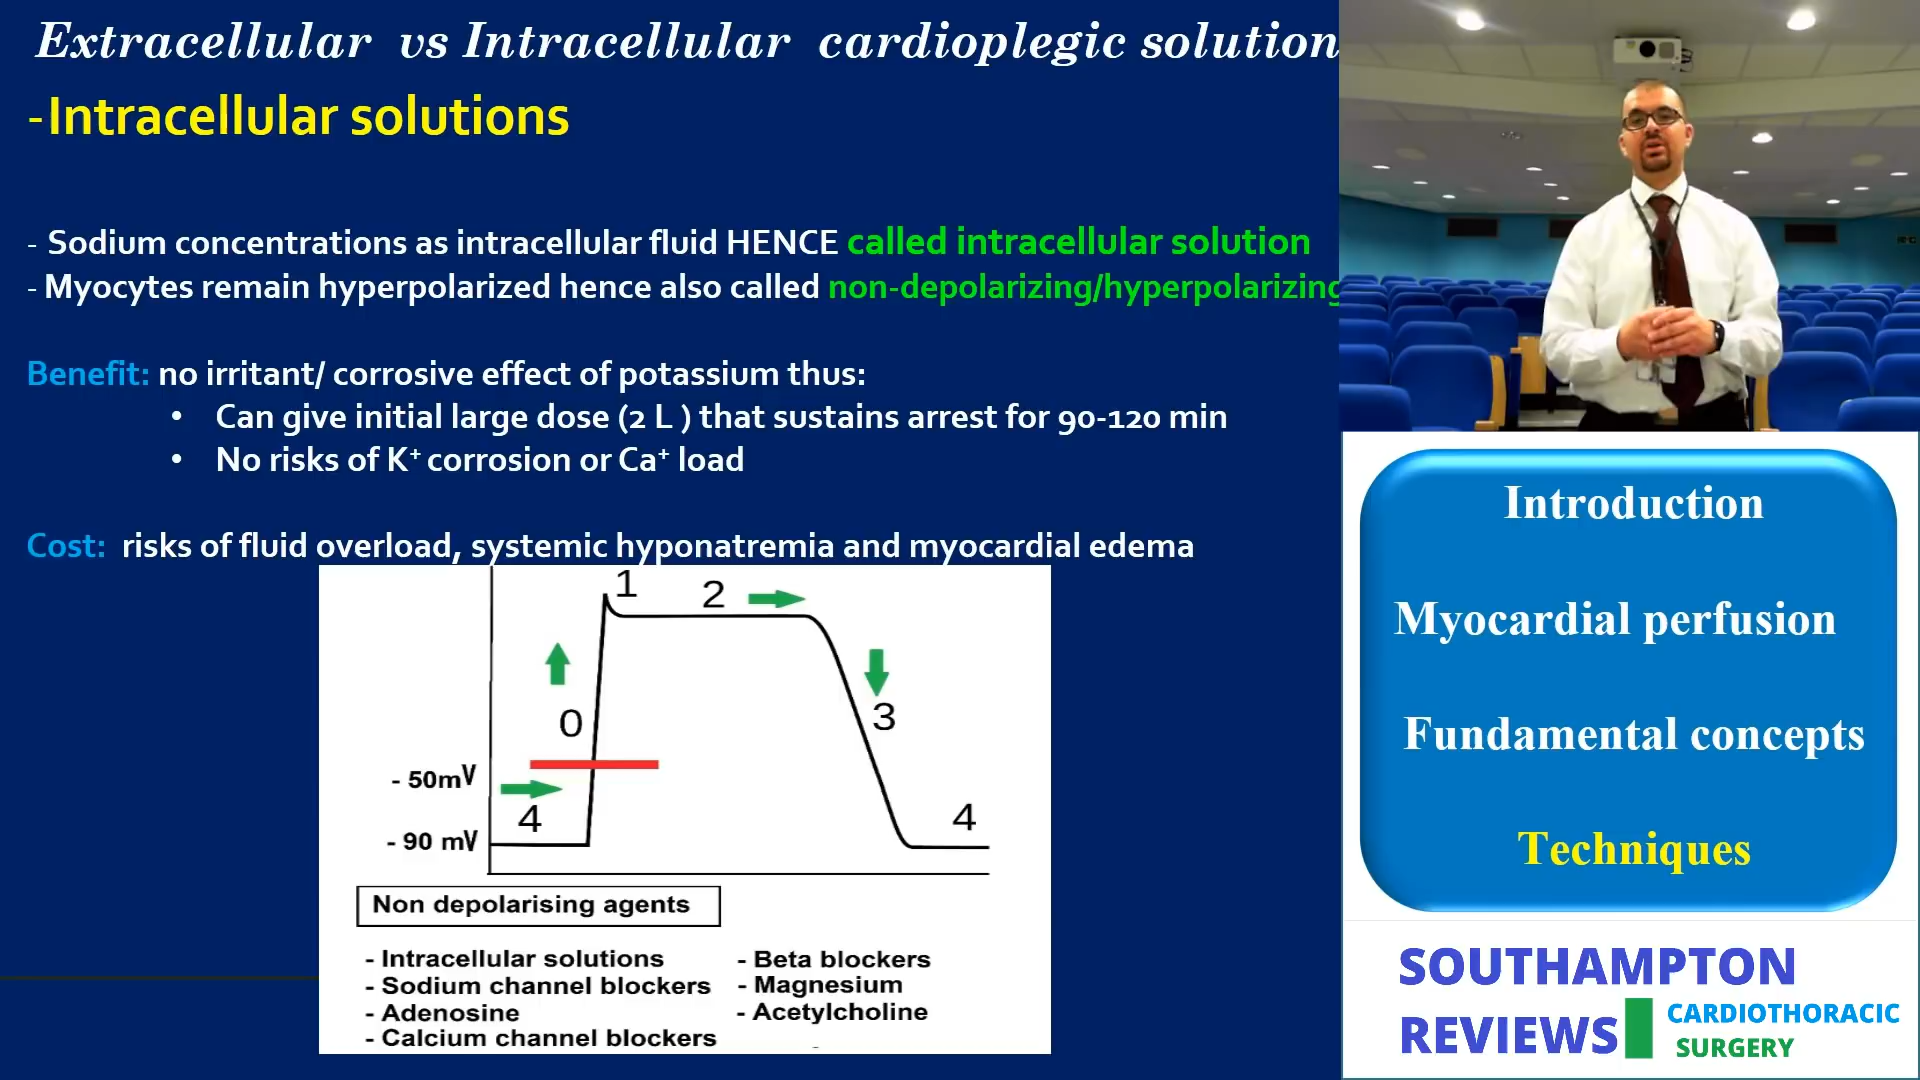 Extracellular vs Intracellular cardioplegic solution
-Intracellular solutions
- Sodium concentrations as intracellular fluid HENCE called intracellular solution
- Myocytes remain hyperpolarized hence also called non-depolarizing/hyperpolarizing
Benefit: no irritant/ corrosive effect of potassium thus:
• Can give initial large dose (2 L ) that sustains arrest for 90-120 min
• No risks of K⁺ corrosion or Ca⁺ load
Cost: risks of fluid overload, systemic hyponatremia and myocardial edema
1
2
0
3
- 50mV
4
4
- 90 mV
Non depolarising agents
- Intracellular solutions
- Sodium channel blockers
- Adenosine
- Calcium channel blockers
- Beta blockers
- Magnesium
- Acetylcholine
Introduction
Myocardial perfusion
Fundamental concepts
Techniques
SOUTHAMPTON
REVIEWS
CARDIOTHORACIC
SURGERY